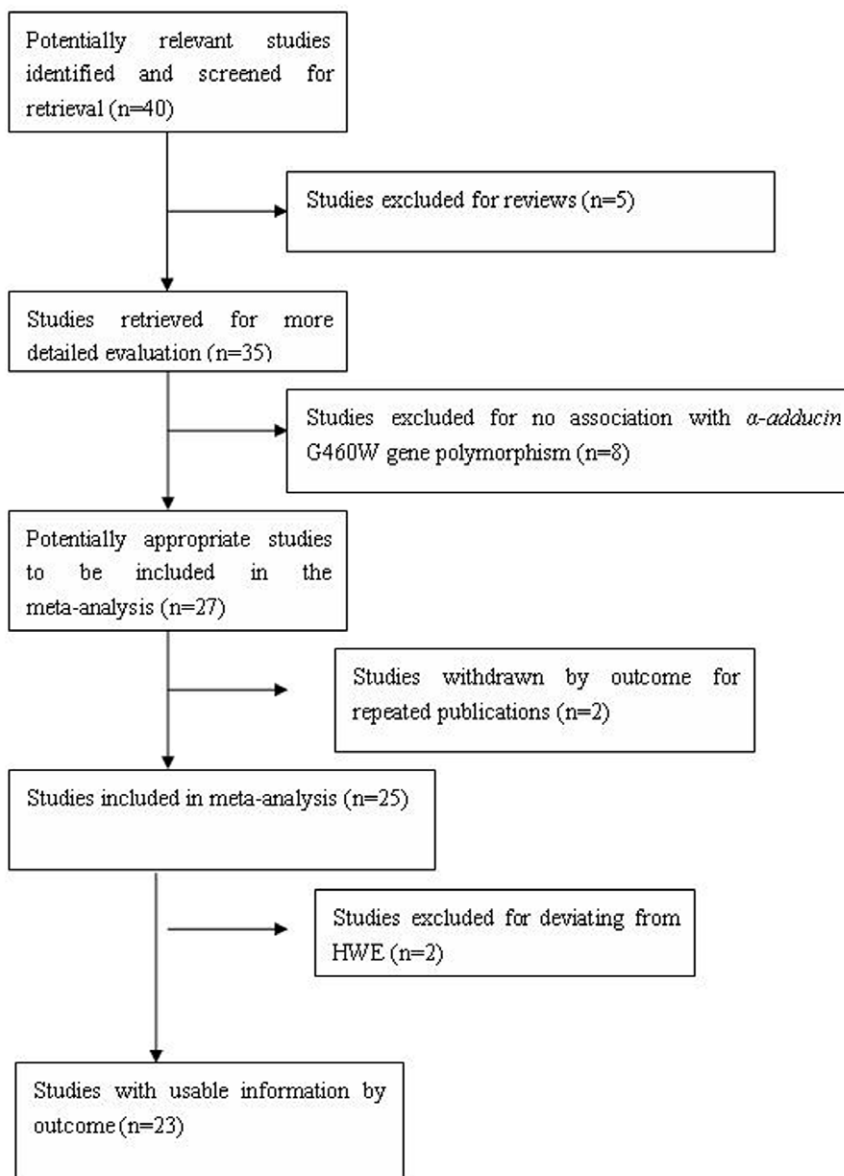 Potentially relevant studies
identified and screened for
retrieval (n=40)
Studies excluded for reviews (n=5)
Studies retrieved for more
detailed evaluation (n=35)
Studies excluded for no association with α-adducin
G460W gene polymorphism (n=8)
Potentially appropriate studies
to be included in the
meta-analysis (n=27)
Studies withdrawn by outcome for
repeated publications (n=2)
Studies included in meta-analysis (n=25)
Studies excluded for deviating from
HWE (n=2)
Studies with usable information by
outcome (n=23)